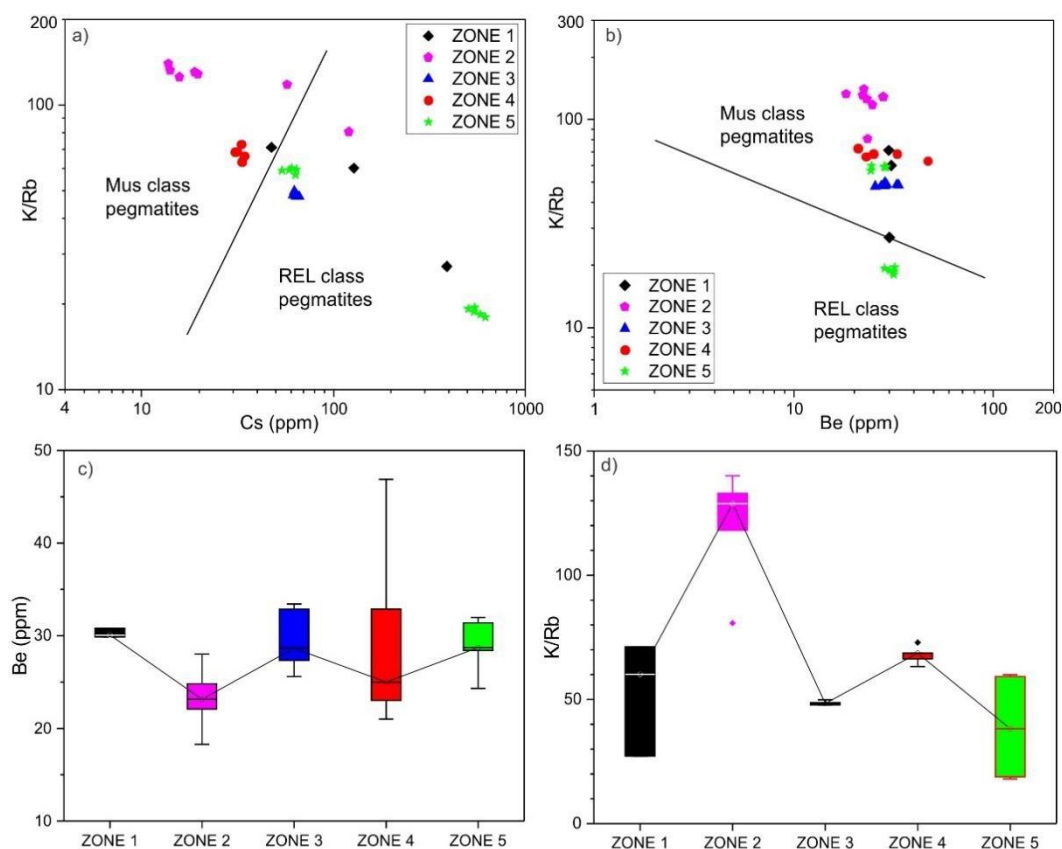 a)
200
100
10
K/Rb
4
10
100
1000
Cs (ppm)
ZONE 1
ZONE 2
ZONE 3
ZONE 4
ZONE 5
Mus class
pegmatites
REL class
pegmatites
b)
300
100
10
K/Rb
1
10
100
200
Be (ppm)
Mus class
pegmatites
ZONE 1
ZONE 2
ZONE 3
ZONE 4
ZONE 5
REL class
pegmatites
c)
50
40
30
20
10
Be (ppm)
ZONE 1
ZONE 2
ZONE 3
ZONE 4
ZONE 5
d)
150
100
50
0
K/Rb
ZONE 1
ZONE 2
ZONE 3
ZONE 4
ZONE 5